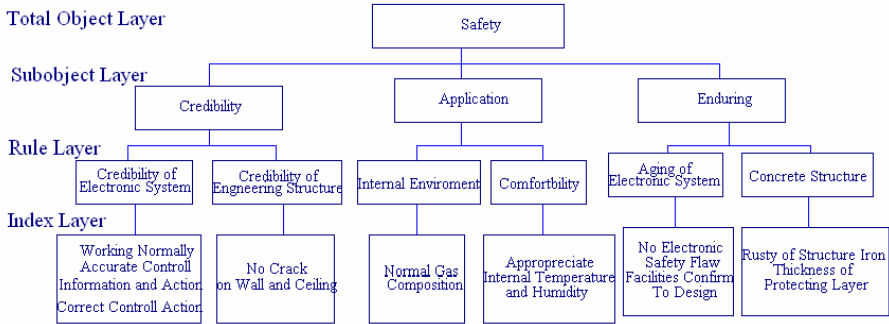 Total Object Layer
Safety
Subobject Layer
Credibility
Application
Enduring
Rule Layer
Credibility of
Electronic System
Credibility of
Engneering Structure
Internal Enviroment
Comfortbility
Aging of
Electronic System
Concrete Structure
Index Layer
Working Normally
Accurate Controll
Information and Action
Correct Controll Action
No Crack
on Wall and Ceiling
Normal Gas
Composition
Appropreciate
Internal Temperature
and Humidity
No Electronic
Safety Flaw
Facilities Confirm
To Design
Rusty of Structure Iron
Thickness of
Protecting Layer